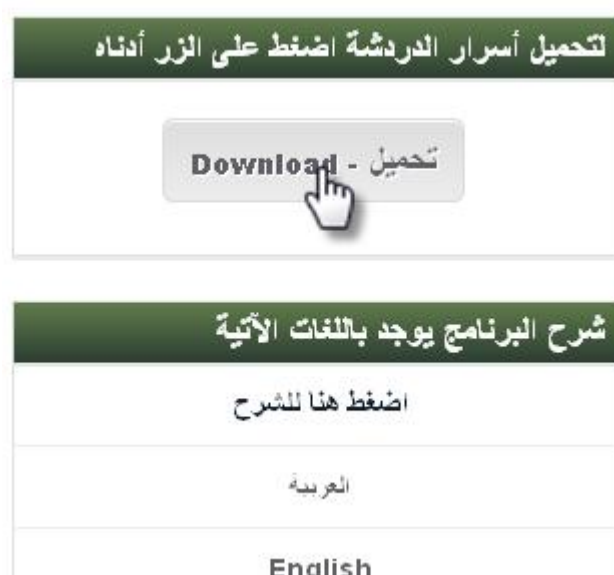 لتحميل أسرار الدردشة اضغط على الزر أدناه
تحميل - Download
شرح البرنامج يوجد باللغات الآتية
اضغط هنا للشرح
العربية
English